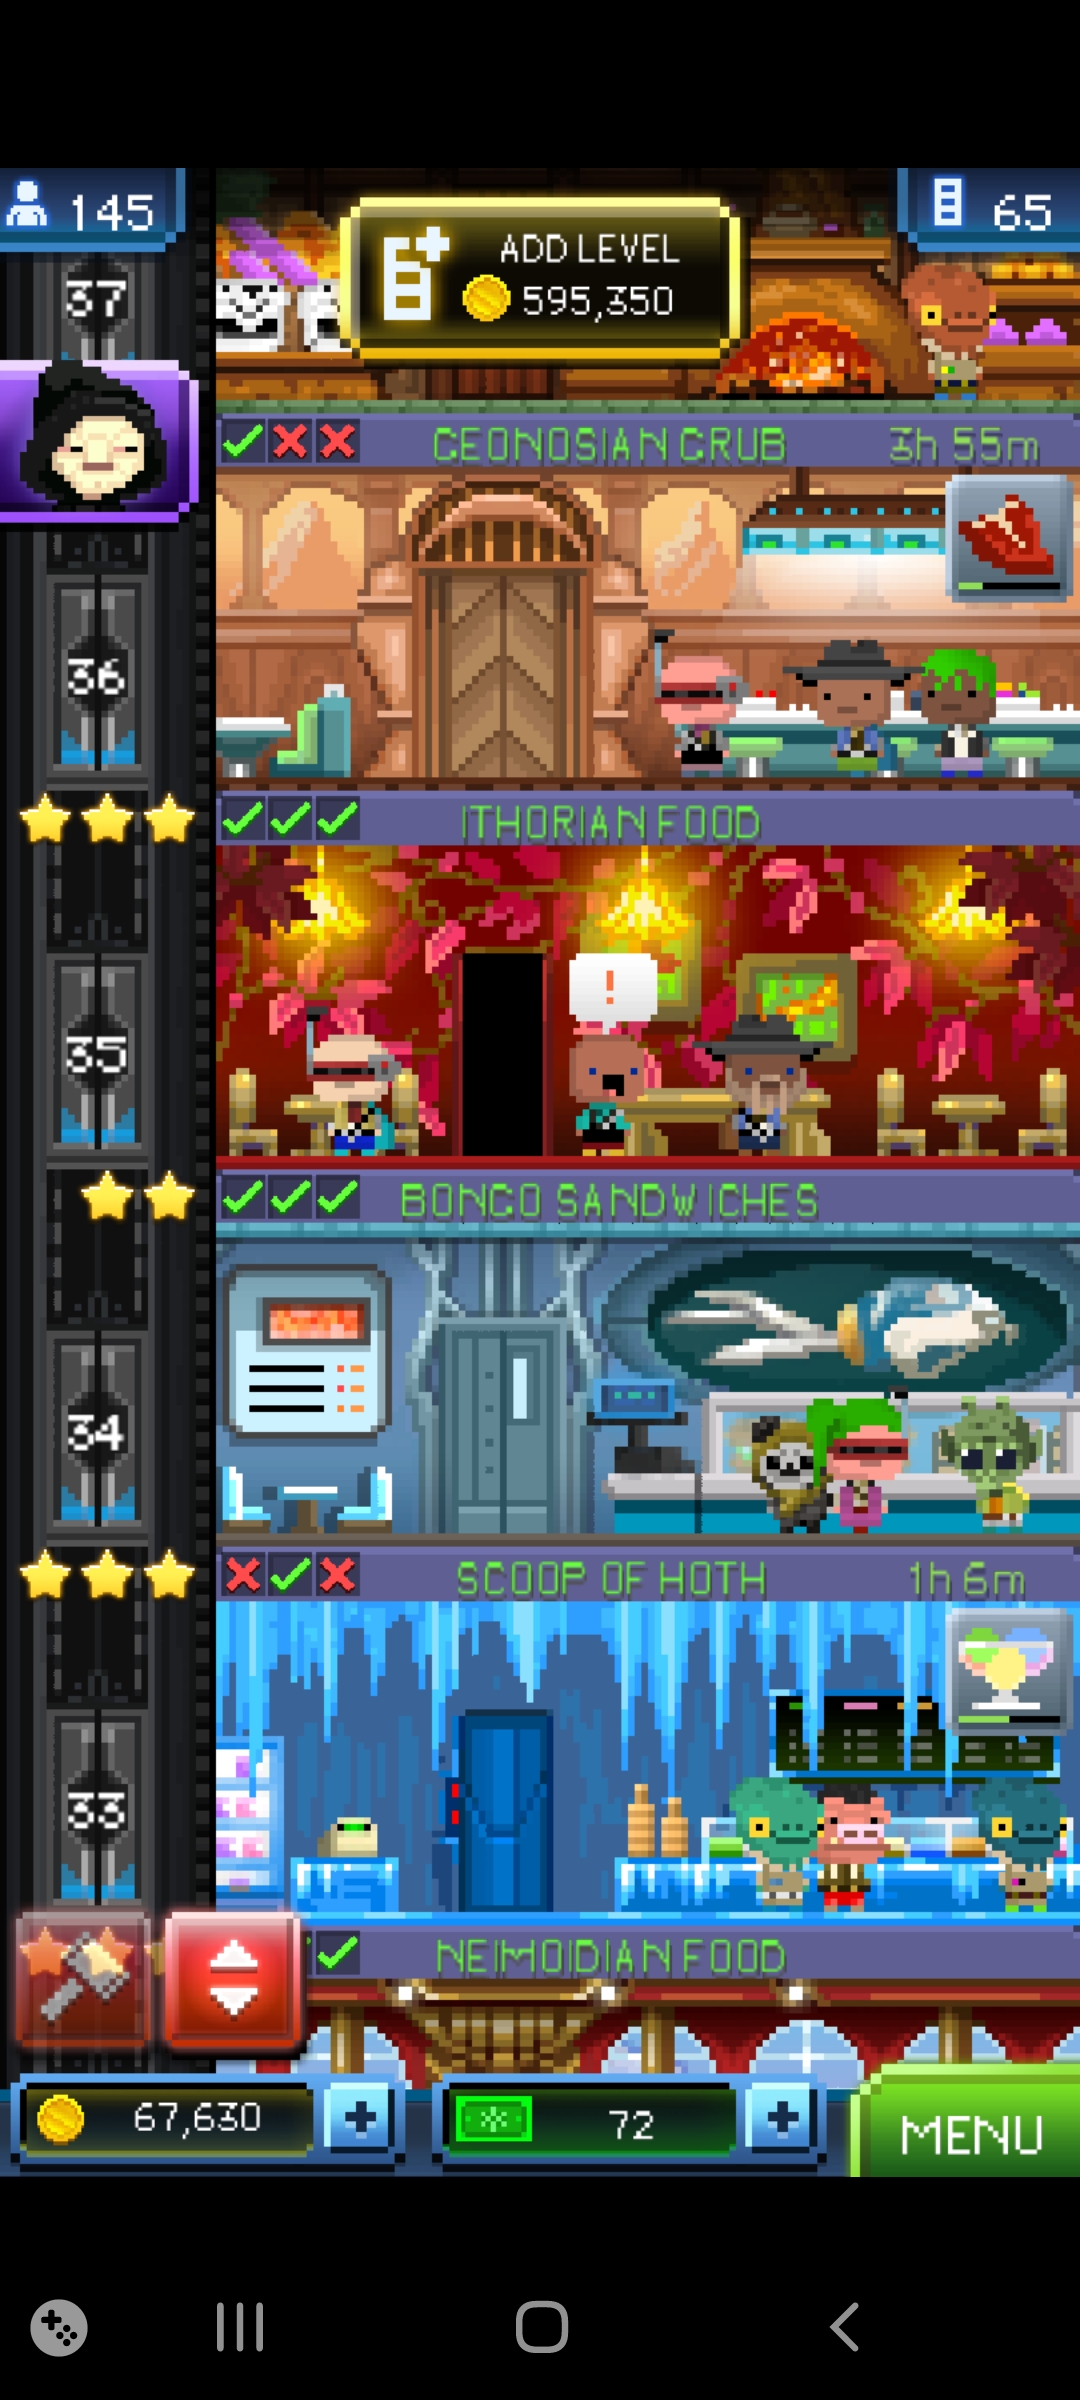 145
ADD LEVEL
595,350
65
37
GEONOSIAN GRUB 3h 55m
36
ITHORIAN FOOD
35
!
BONGO SANDWICHES
34
SCOOP OF HOTH 1h 6m
33
NEIMOIDIAN FOOD
67,630
72
MENU